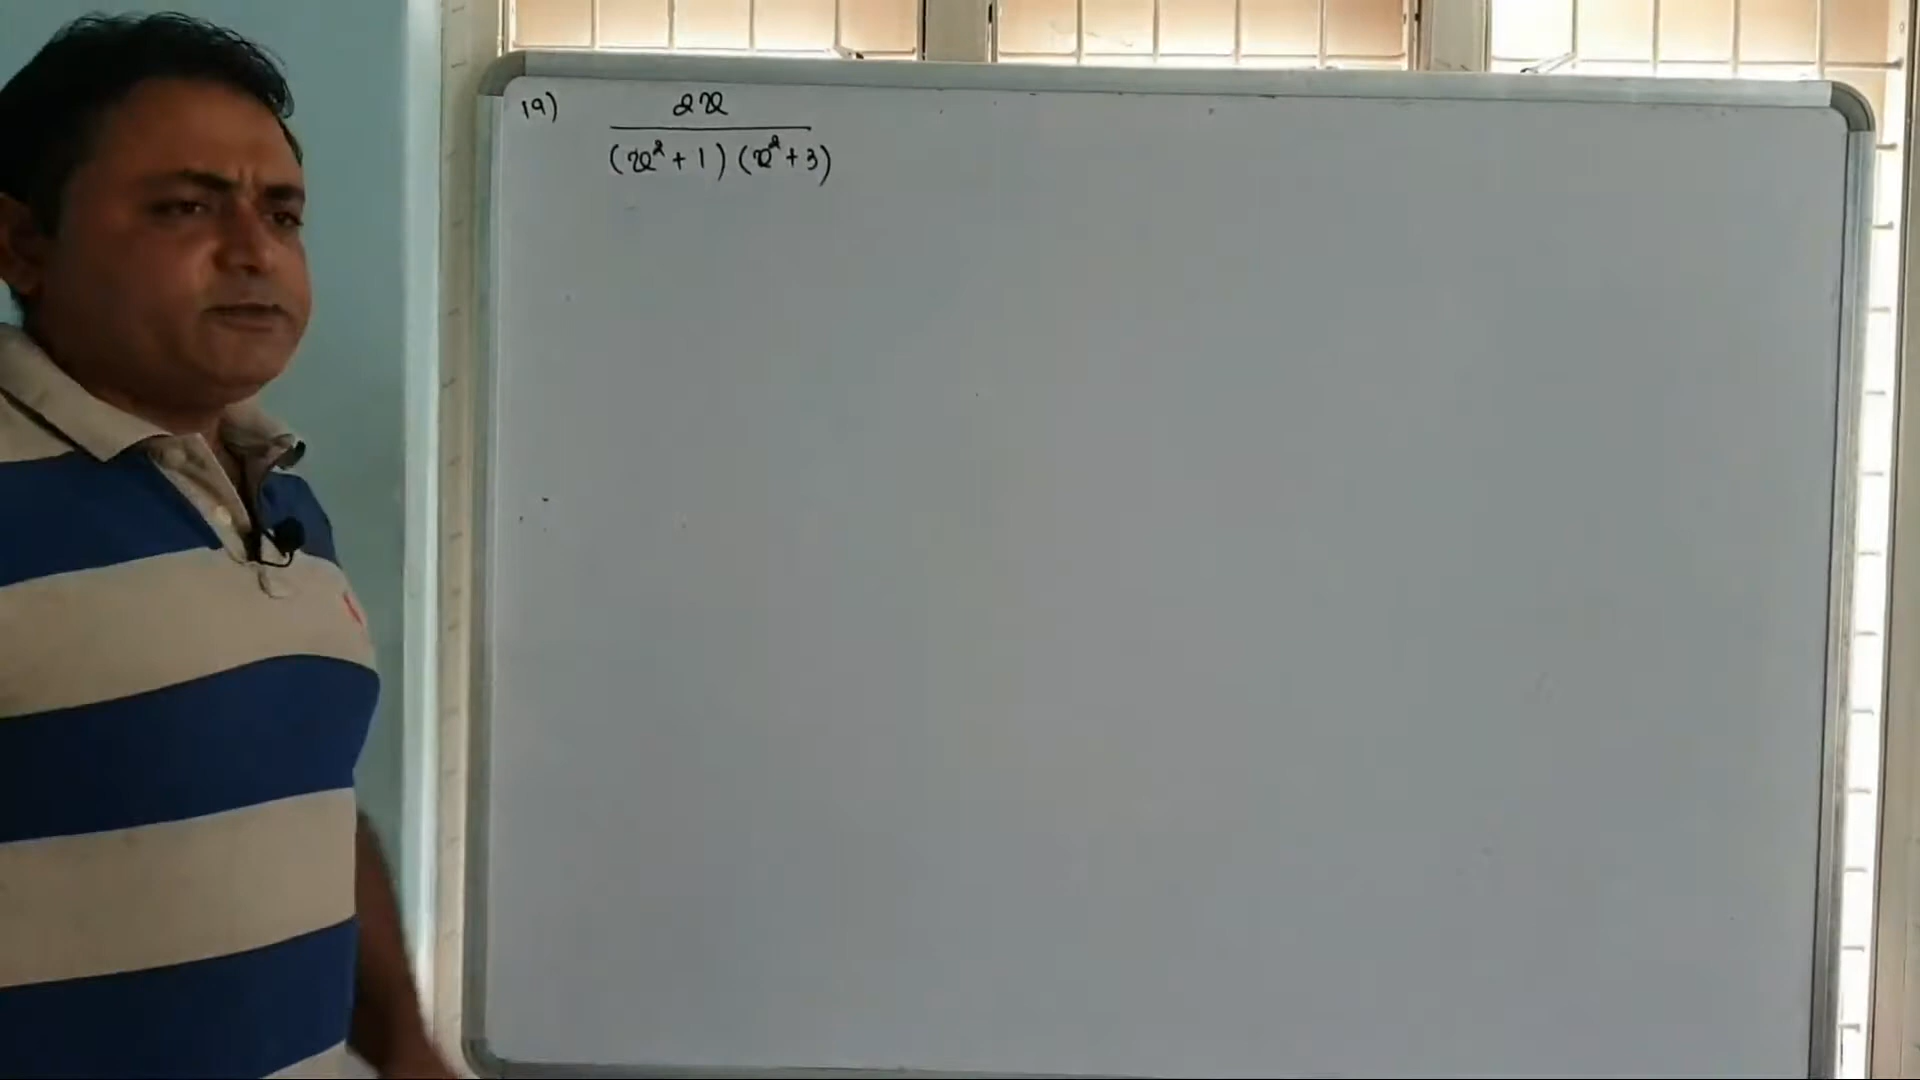 19) 2x
(x² + 1) (x² + 3)